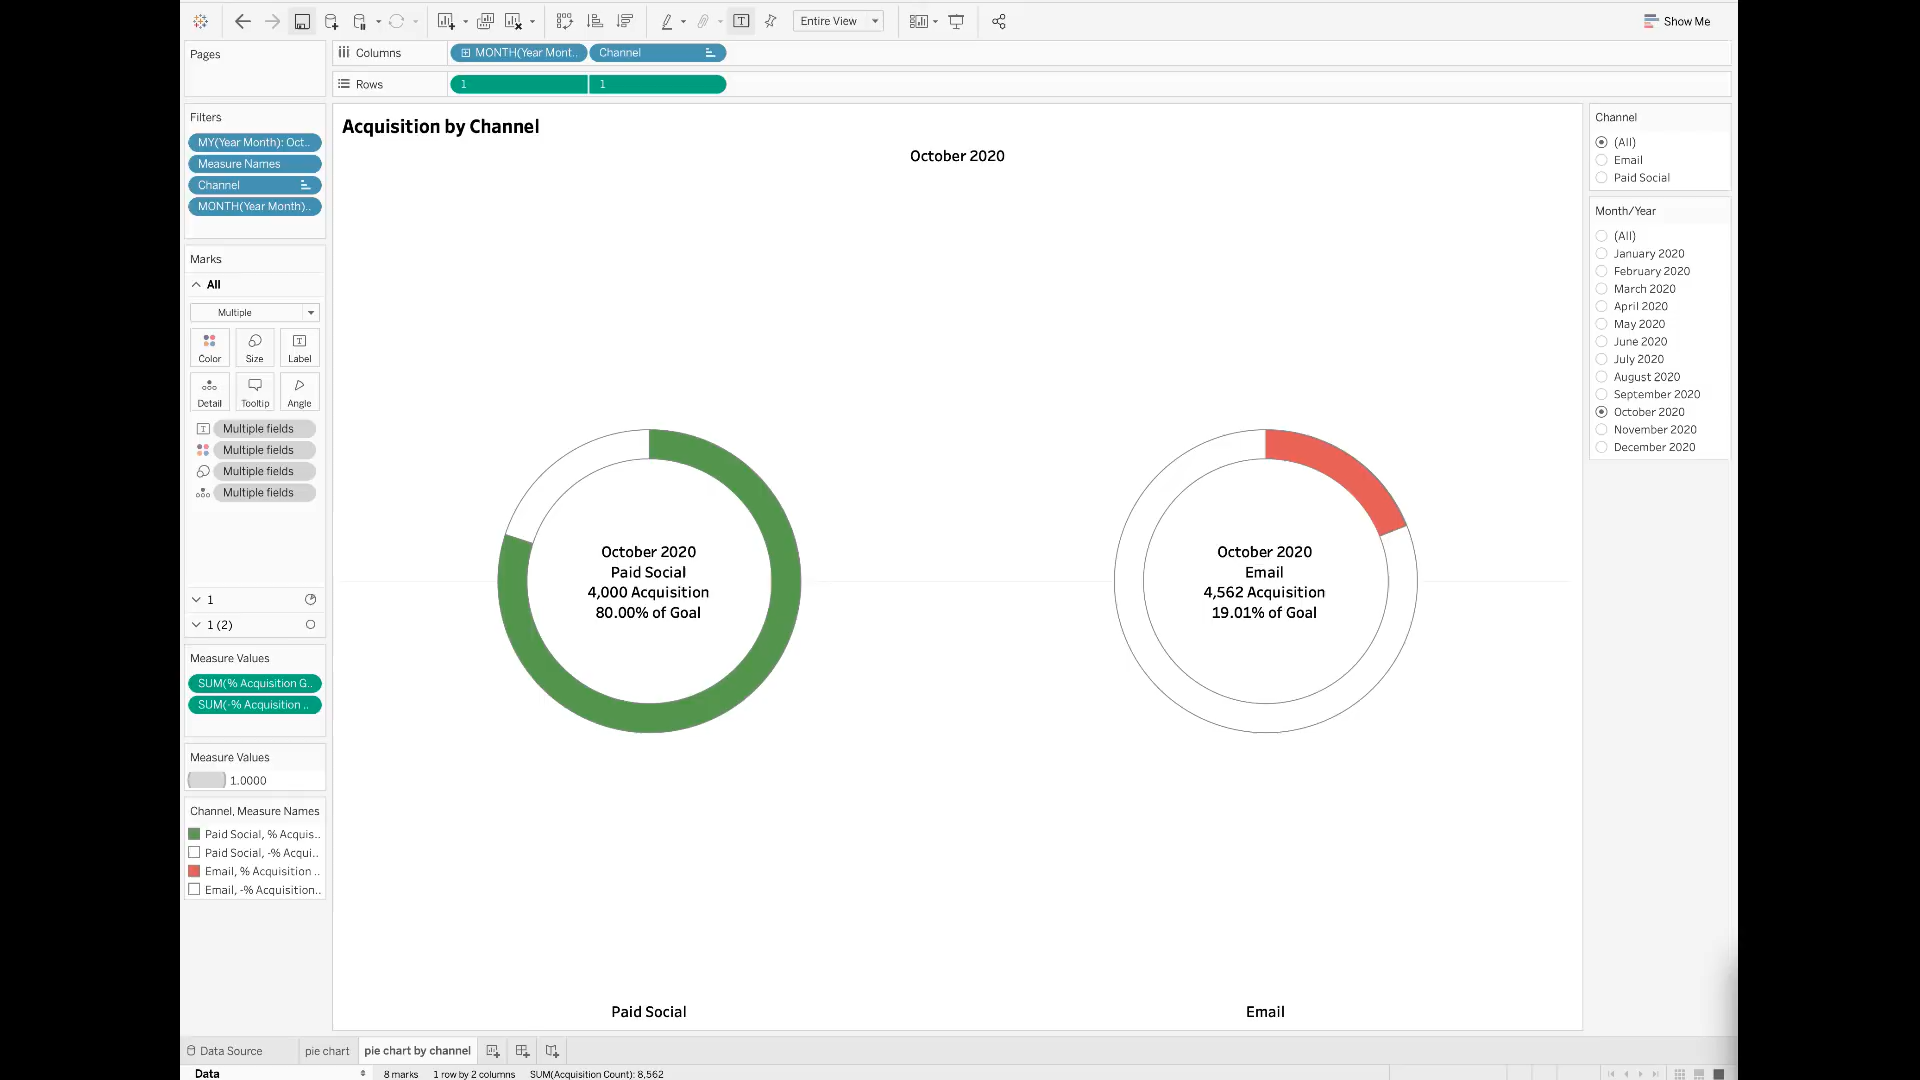 Entire View
Show Me
Pages
Columns
MONTH(Year Mont..
Channel
Rows
1
1
Filters
MY(Year Month): Oct..
Measure Names
Channel
MONTH(Year Month)..
Marks
All
Multiple
Color
Size
Label
Detail
Tooltip
Angle
Multiple fields
Multiple fields
Multiple fields
Multiple fields
1
1 (2)
Measure Values
SUM(% Acquisition G..
SUM(-% Acquisition ..
Measure Values
1.0000
Channel, Measure Names
Paid Social, % Acquis..
Paid Social, -% Acqui..
Email, % Acquisition ..
Email, -% Acquisition..
Acquisition by Channel
October 2020
October 2020
Paid Social
4,000 Acquisition
80.00% of Goal
October 2020
Email
4,562 Acquisition
19.01% of Goal
Paid Social
Email
Channel
(All)
Email
Paid Social
Month/Year
(All)
January 2020
February 2020
March 2020
April 2020
May 2020
June 2020
July 2020
August 2020
September 2020
October 2020
November 2020
December 2020
Data Source
pie chart
pie chart by channel
Data
8 marks
1 row by 2 columns
SUM(Acquisition Count): 8,562